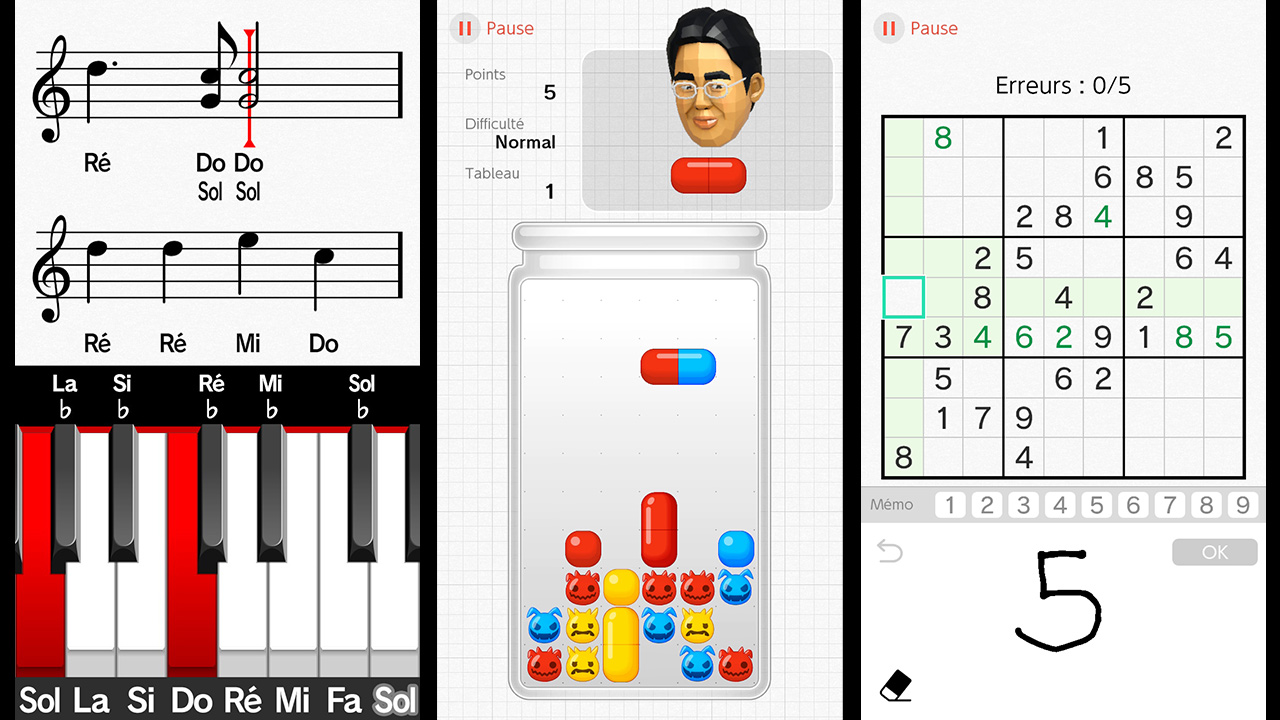 Ré Do Do
Sol Sol
Ré Ré Mi Do
La Si Ré Mi Sol
♭ ♭ ♭ ♭ ♭
Sol La Si Do Ré Mi Fa Sol
Pause
Points
5
Difficulté
Normal
Tableau
1
Pause
Erreurs : 0/5
8 1 2
6 8 5
2 8 4 9
2 5 6 4
8 4 2
7 3 4 6 2 9 1 8 5
5 6 2
1 7 9
8 4
Mémo 1 2 3 4 5 6 7 8 9
OK
5